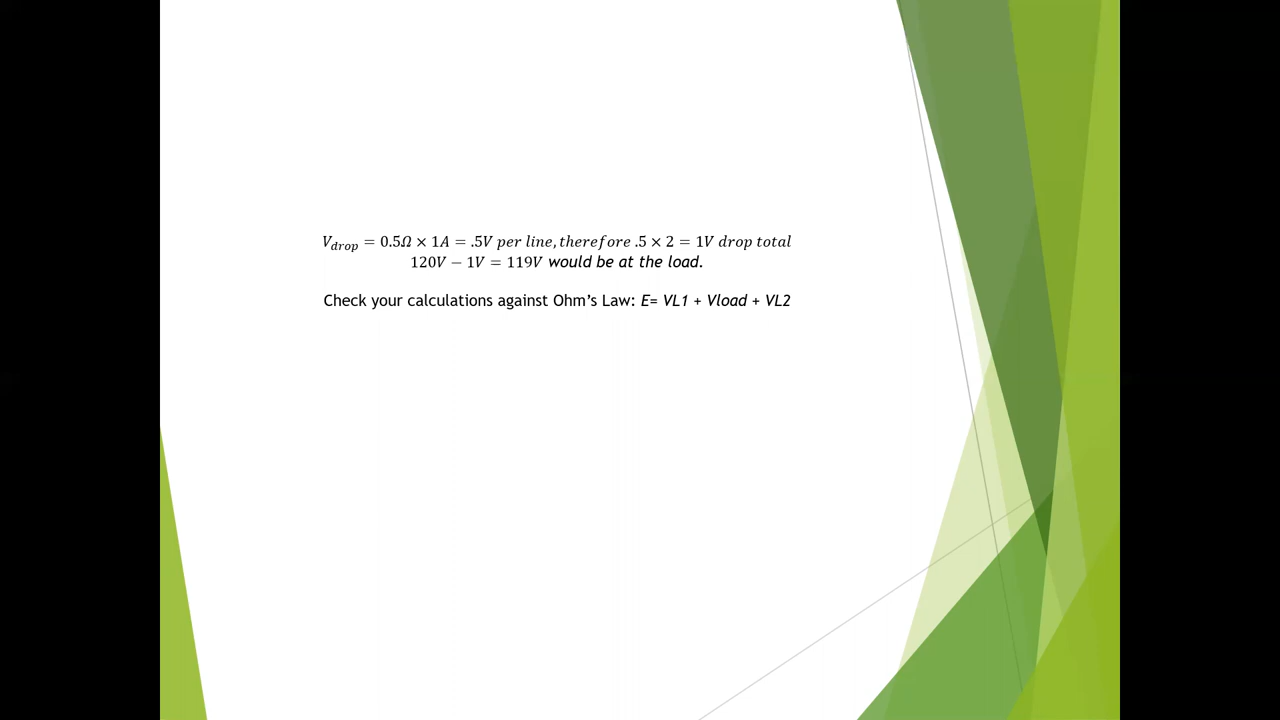 V_drop = 0.5Ω × 1A = .5V per line, therefore .5 × 2 = 1V drop total
120V − 1V = 119V would be at the load.
Check your calculations against Ohm’s Law: E= VL1 + Vload + VL2